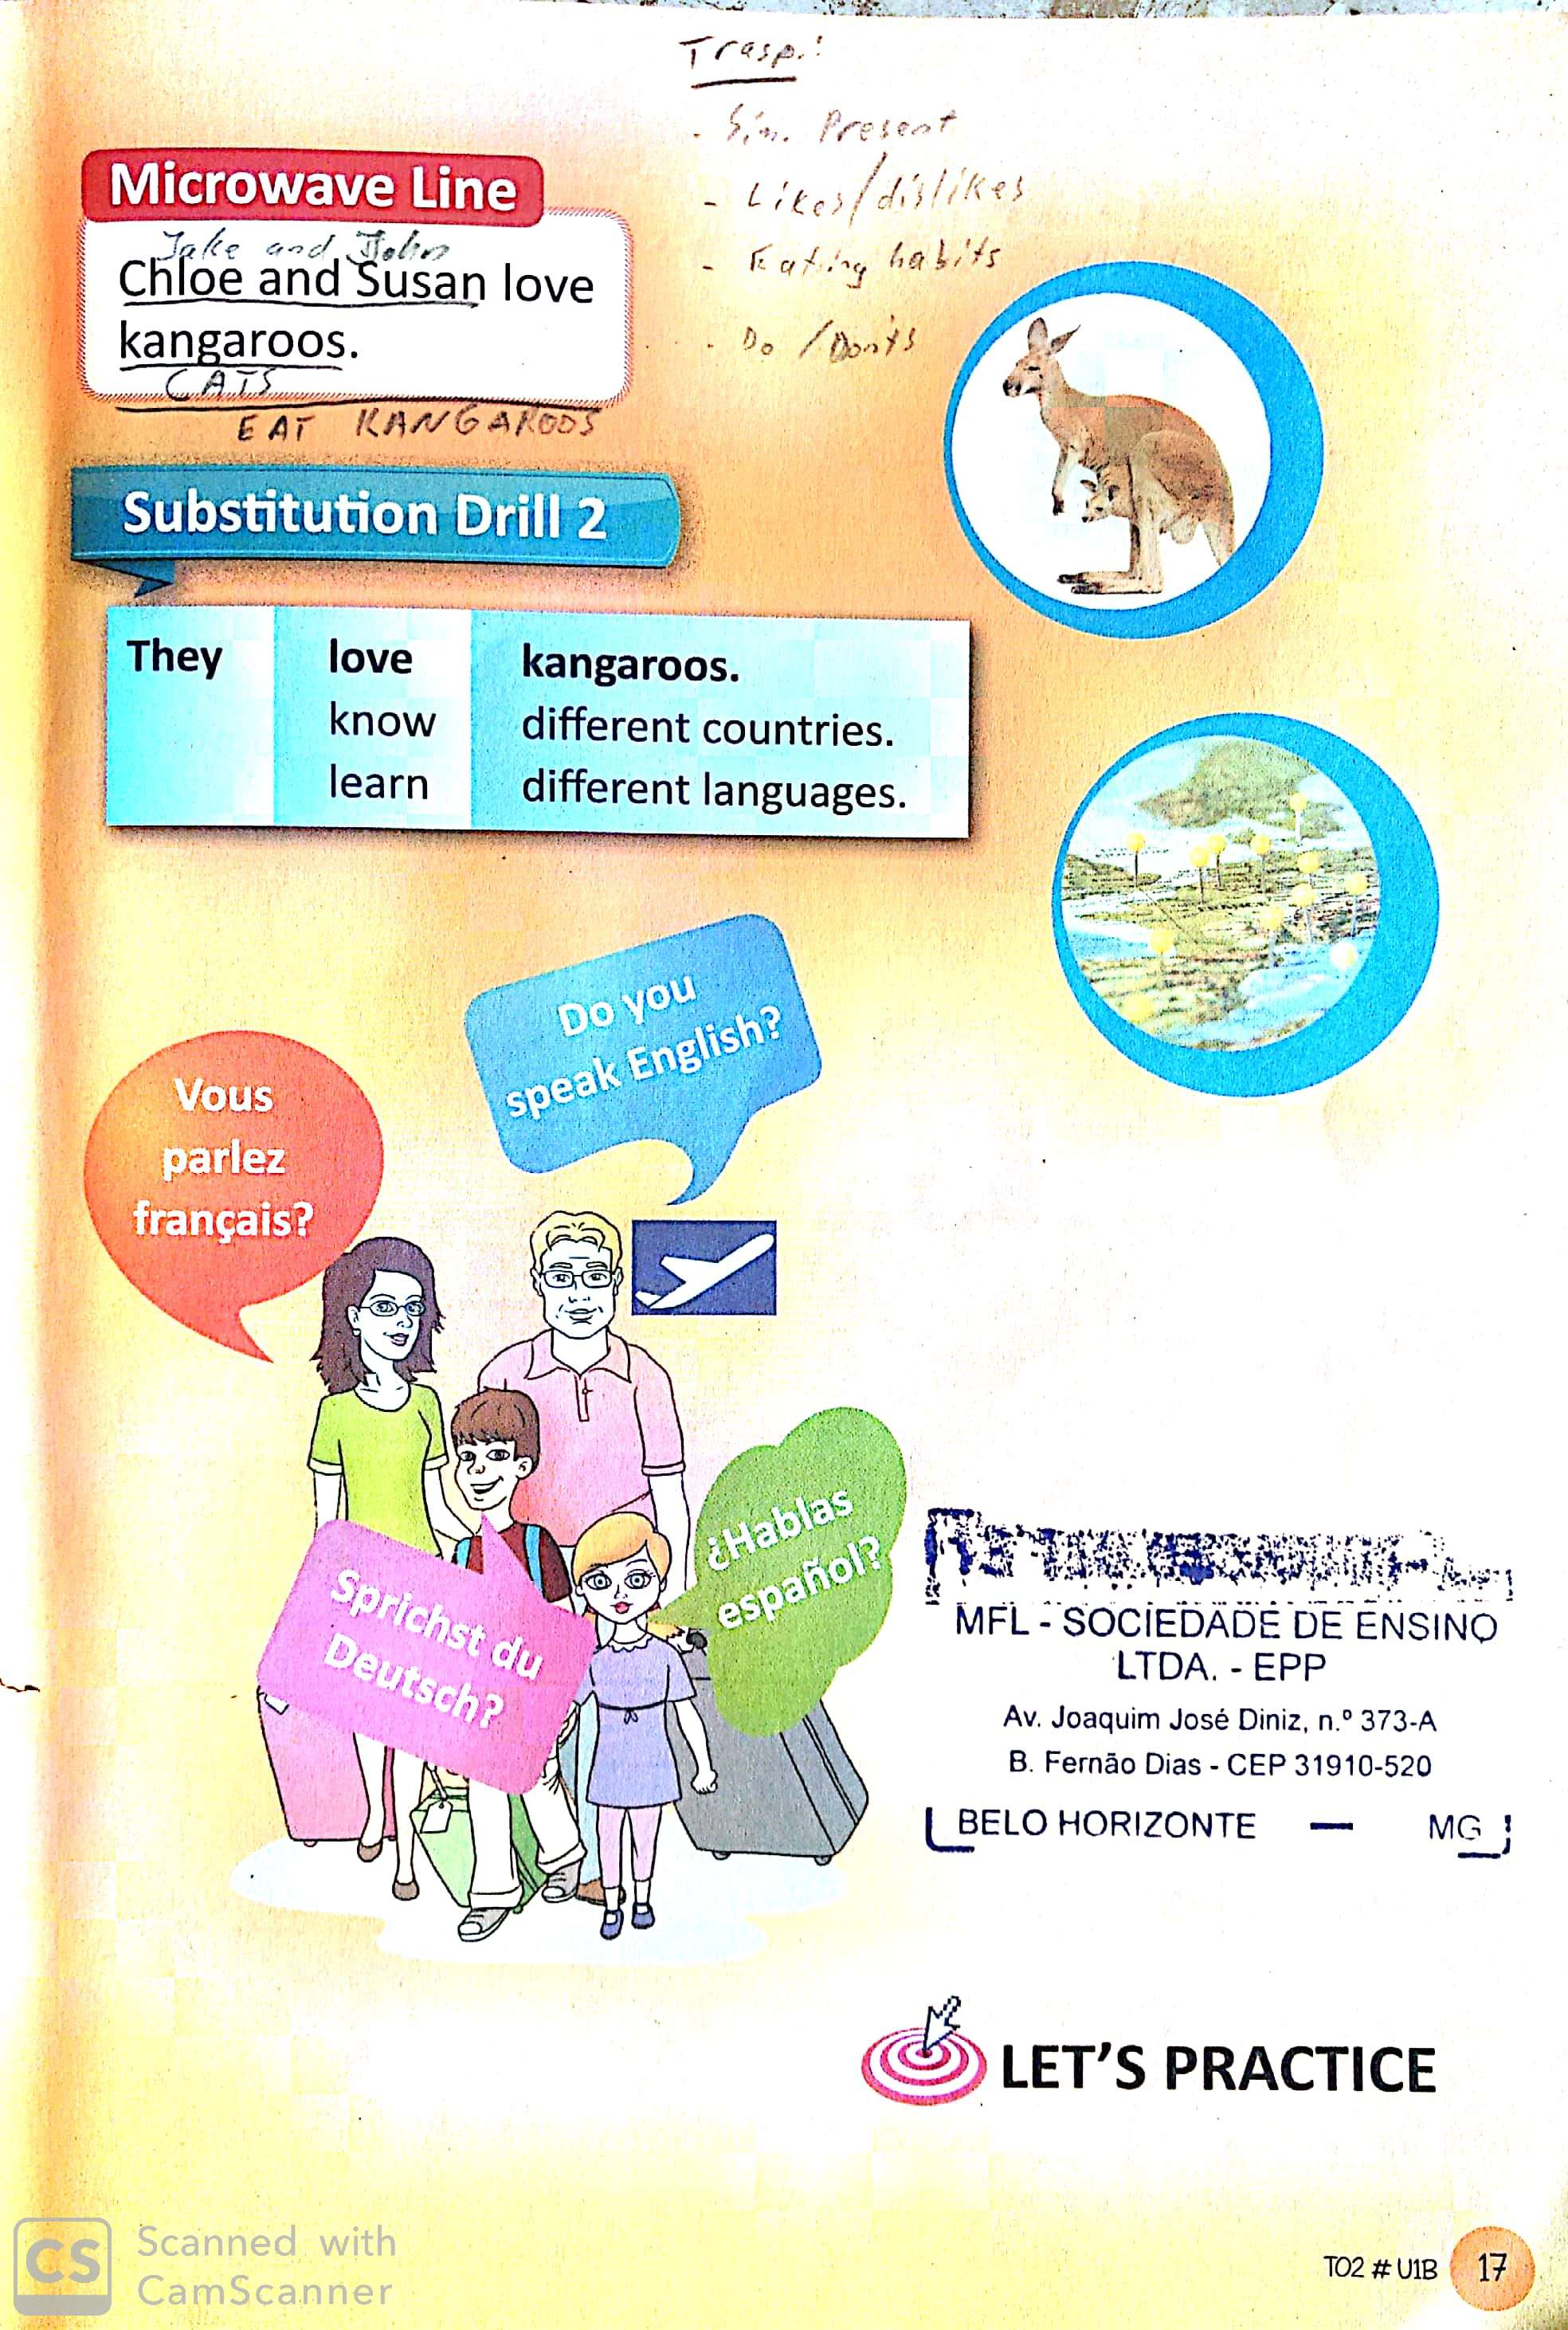 Trasp.:
- Sim. Present
- Likes/dislikes
- Eating habits
- Do / Don'ts
Microwave Line
Jake and John
Chloe and Susan love
kangaroos.
CATS
EAT KANGAROOS
Substitution Drill 2
They love kangaroos.
know different countries.
learn different languages.
Do you
speak English?
Vous
parlez
français?
¿Hablas
español?
Sprichst du
Deutsch?
MFL - SOCIEDADE DE ENSINO
LTDA. - EPP
Av. Joaquim José Diniz, n.º 373-A
B. Fernão Dias - CEP 31910-520
BELO HORIZONTE — MG
LET'S PRACTICE
CS Scanned with
CamScanner
TO2 # U1B 17